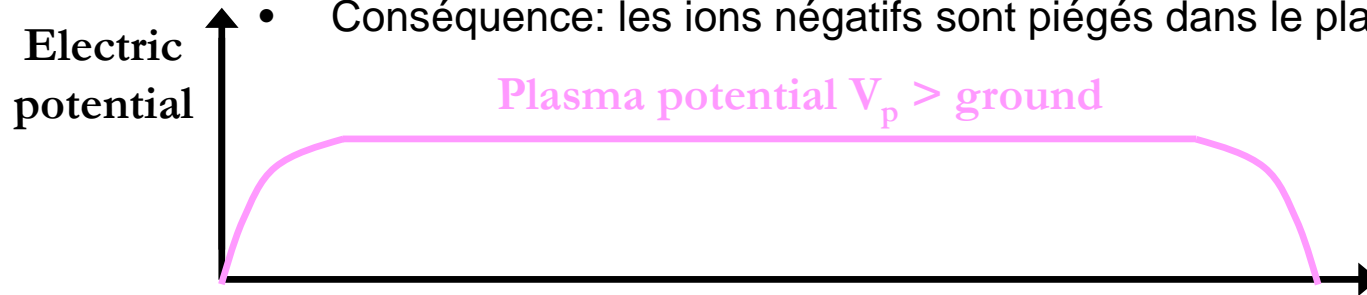 • Conséquence: les ions négatifs sont piégés dans le pla
Electric
potential
Plasma potential Vp > ground